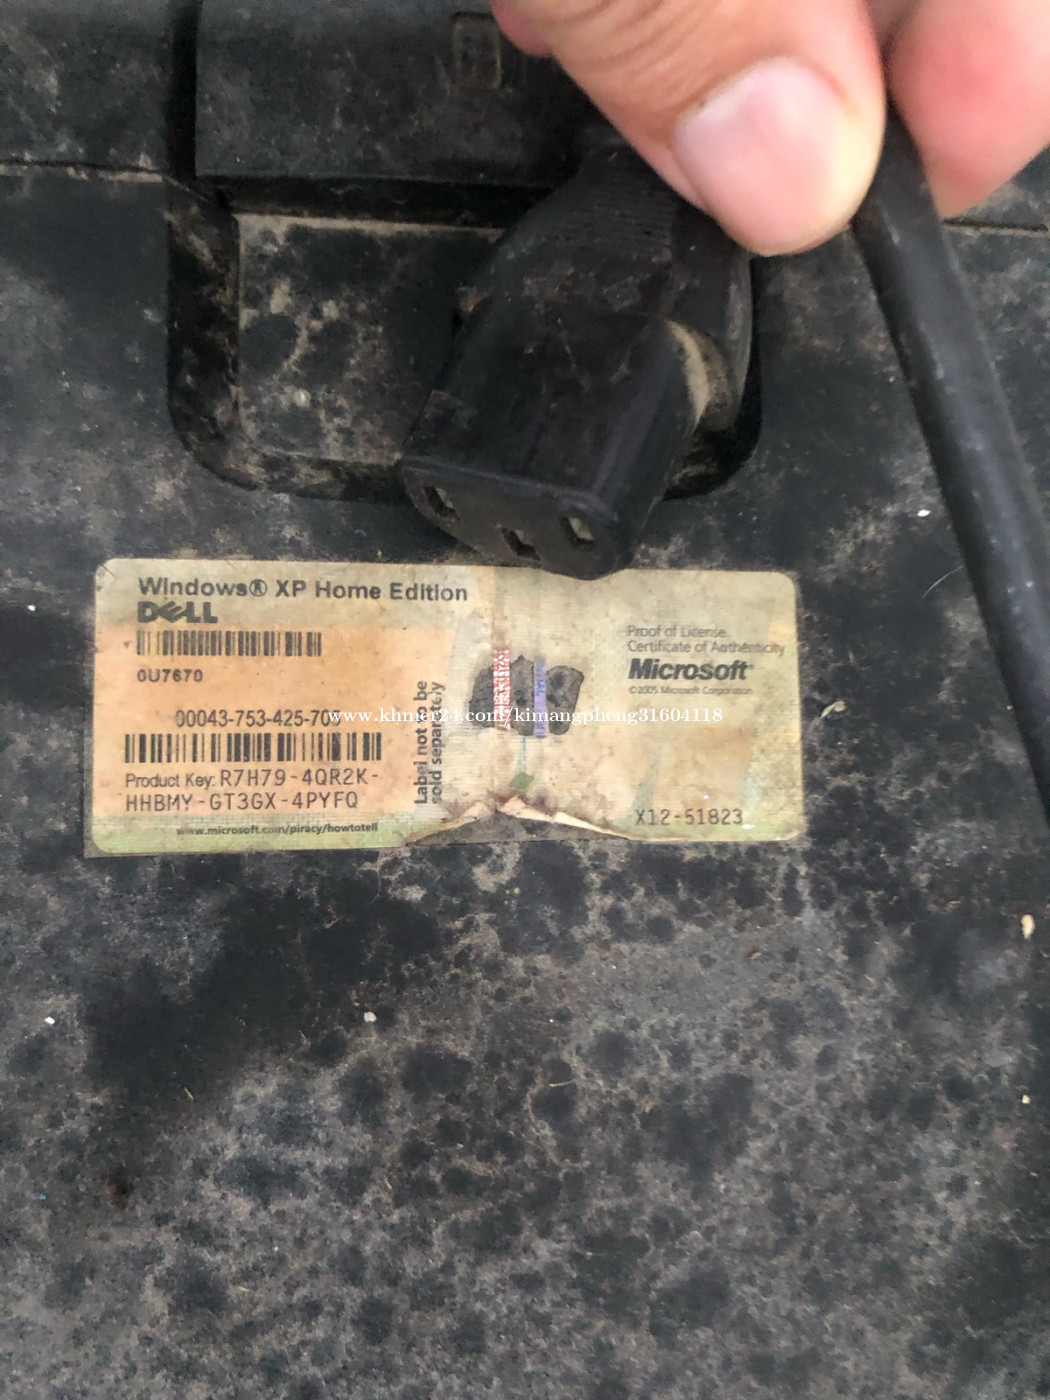 Windows® XP Home Edition
DELL
0U7670
Product Key: R7H79-4QR2K-
HHBMY-GT3GX-4PYFQ
www.microsoft.com/piracy/howtotell
Label not to be
sold separately
Proof of License
Certificate of Authenticity
Microsoft®
©2005 Microsoft Corporation
X12-51823
www.khmer24.com/kimangpheng31604118